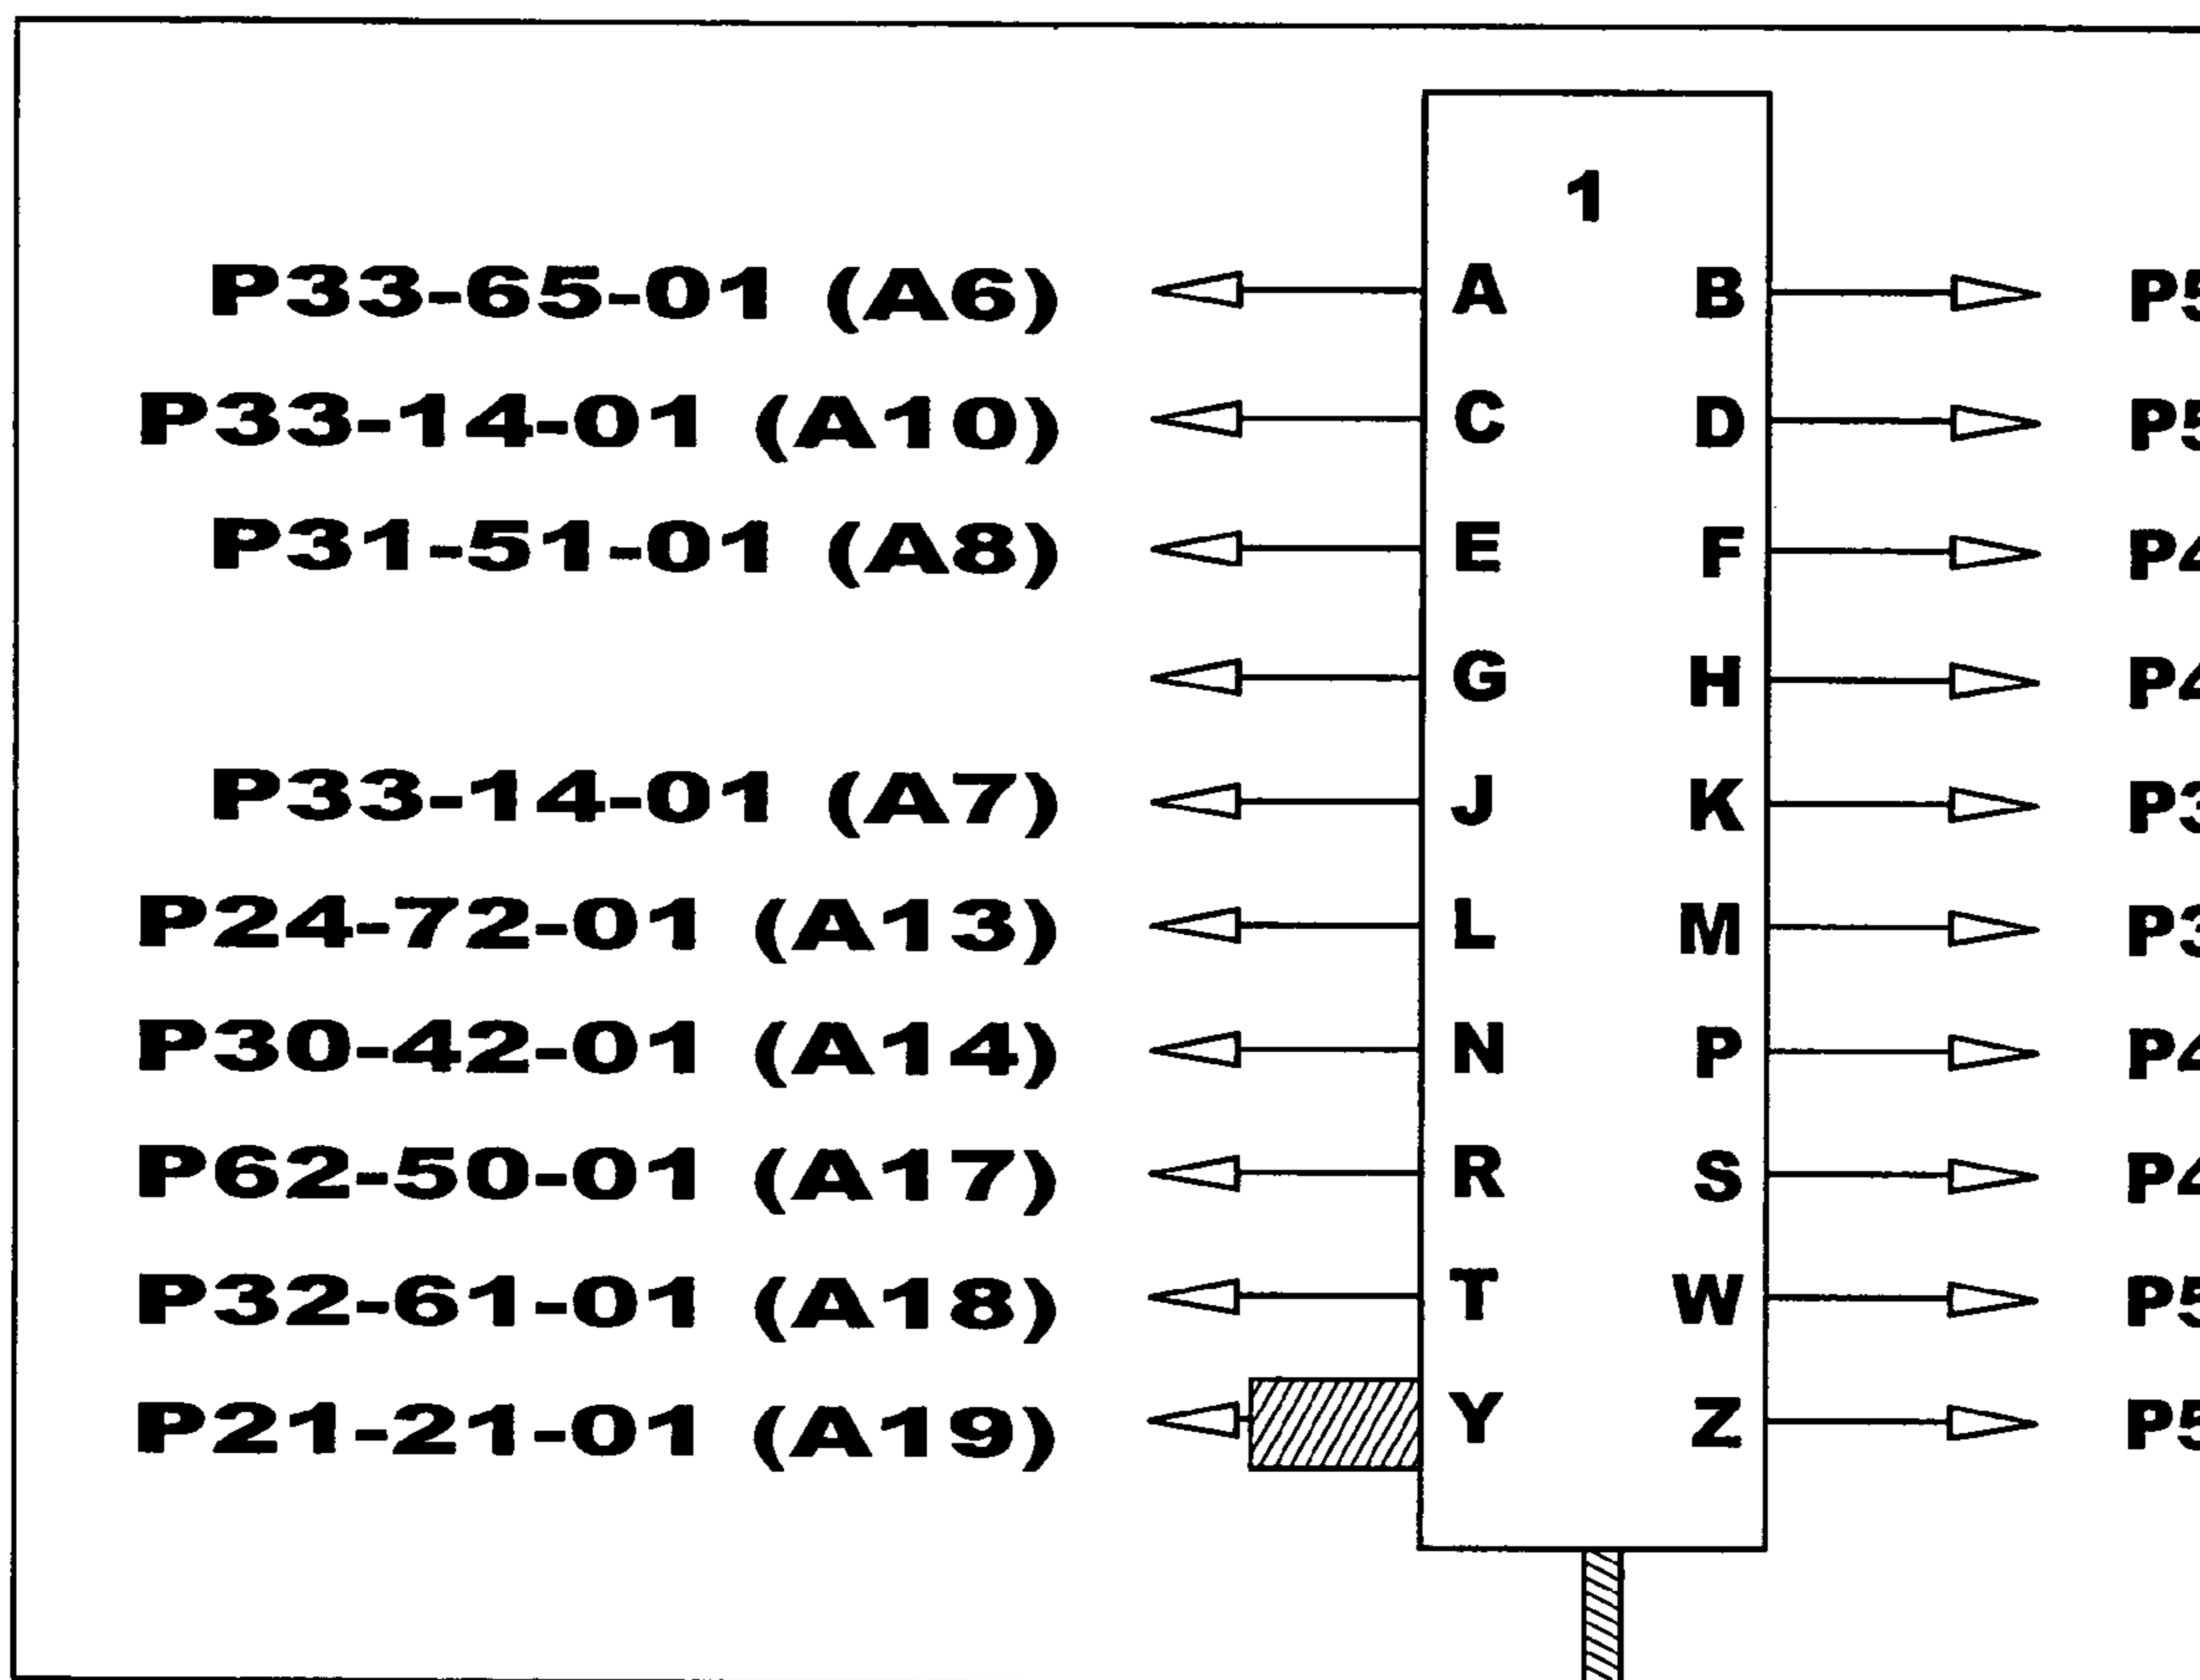 1
P33-65-01 (A6) A B P5
P33-14-01 (A10) C D P5
P31-51-01 (A8) E F P4
G H P4
P33-14-01 (A7) J K P3
P24-72-01 (A13) L M P3
P30-42-01 (A14) N P P4
P62-50-01 (A17) R S P4
P32-61-01 (A18) T W P5
P21-21-01 (A19) Y Z P5